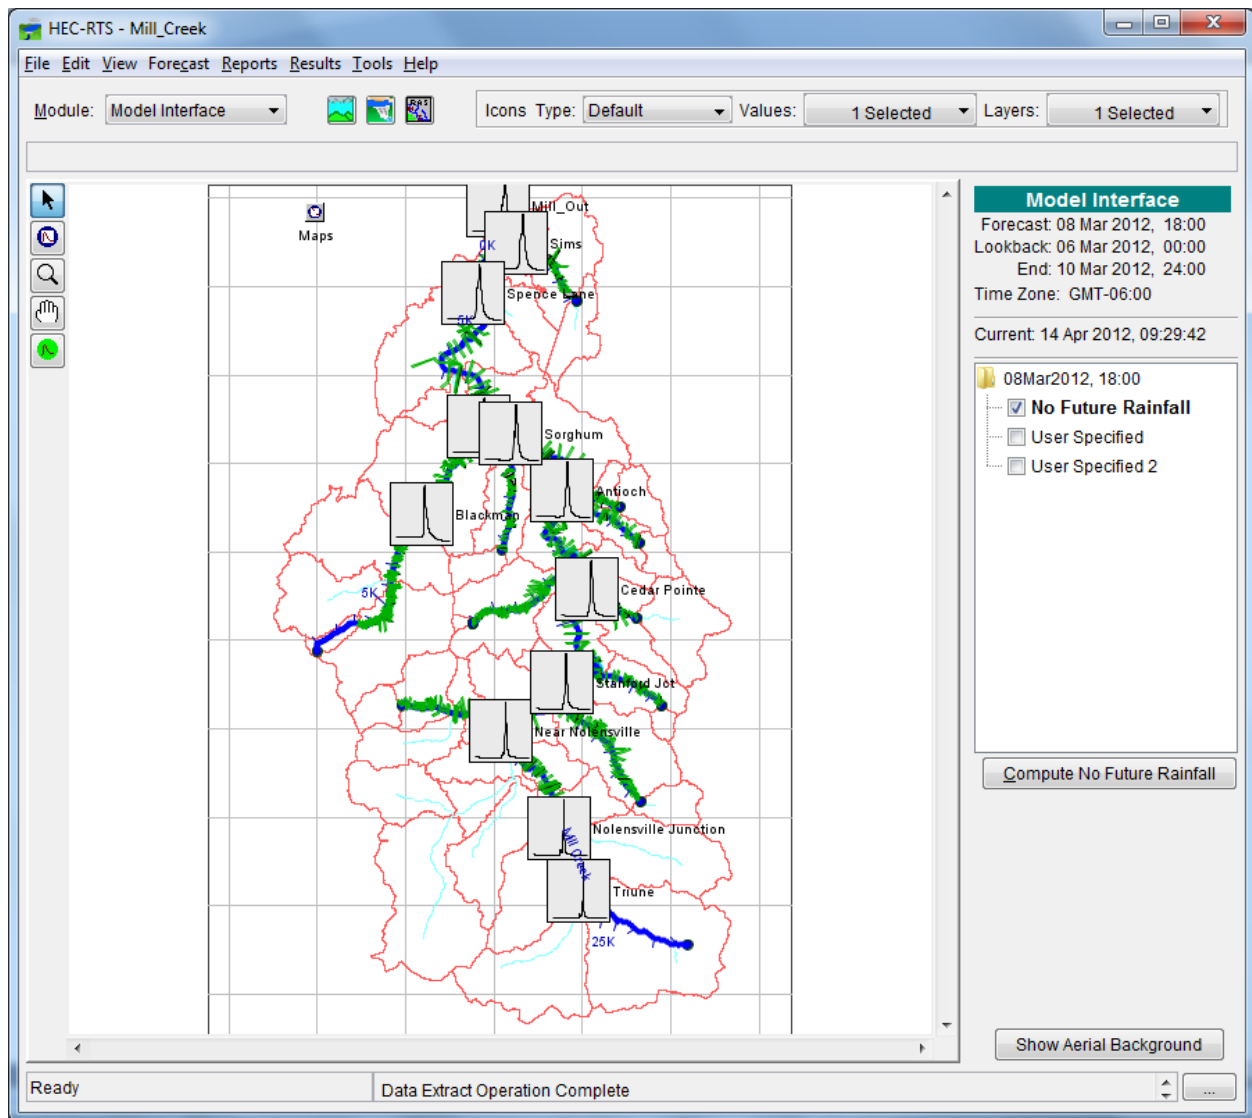 HEC-RTS - Mill_Creek
File Edit View Forecast Reports Results Tools Help
Module: Model Interface RAS Icons Type: Default Values: 1 Selected Layers: 1 Selected
Model Interface
Forecast: 08 Mar 2012, 18:00
Lookback: 06 Mar 2012, 00:00
End: 10 Mar 2012, 24:00
Time Zone: GMT-06:00
Current: 14 Apr 2012, 09:29:42
08Mar2012, 18:00
No Future Rainfall
User Specified
User Specified 2
Compute No Future Rainfall
Show Aerial Background
Maps
Mill_Out
0K
Sims
Spence Lane
5K
Sorghum
Antioch
Blackman
5K
Cedar Pointe
Stanford Jct
Near Nolensville
Nolensville Junction
Mill Creek
Triune
25K
Ready
Data Extract Operation Complete
...